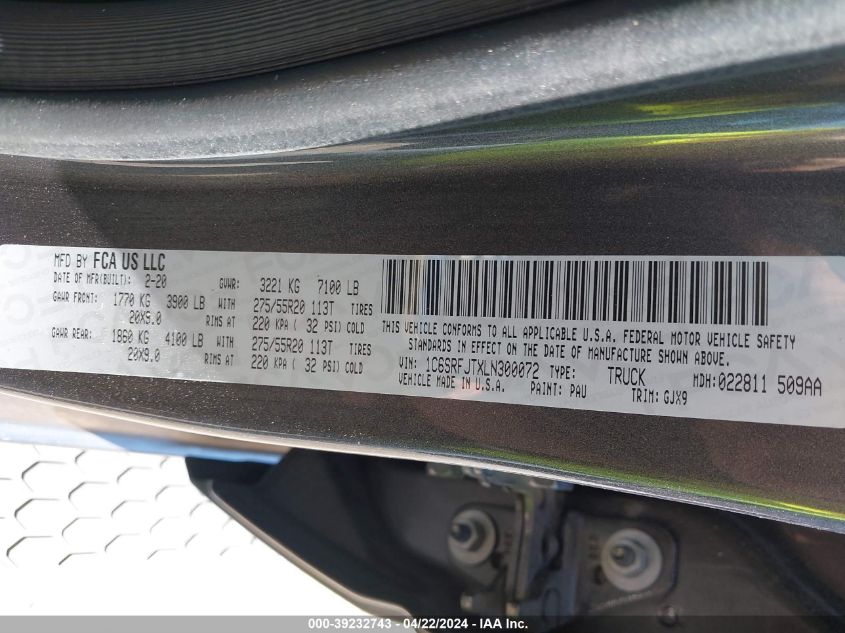 MFD BY FCA US LLC
DATE OF MFR(BUILT): 2-20 GVWR: 3221 KG 7100 LB
GAWR FRONT: 1770 KG 3900 LB WITH 275/55R20 113T TIRES
20X9.0 RIMS AT 220 KPA ( 32 PSI) COLD
GAWR REAR: 1860 KG 4100 LB WITH 275/55R20 113T TIRES
20X9.0 RIMS AT 220 KPA ( 32 PSI) COLD
THIS VEHICLE CONFORMS TO ALL APPLICABLE U.S.A. FEDERAL MOTOR VEHICLE SAFETY
STANDARDS IN EFFECT ON THE DATE OF MANUFACTURE SHOWN ABOVE.
VIN: 1C6SRFJTXLN300072 TYPE: TRUCK MDH:022811 509AA
VEHICLE MADE IN U.S.A. PAINT: PAU TRIM: GJX9
000-39232743 - 04/22/2024 - IAA Inc.